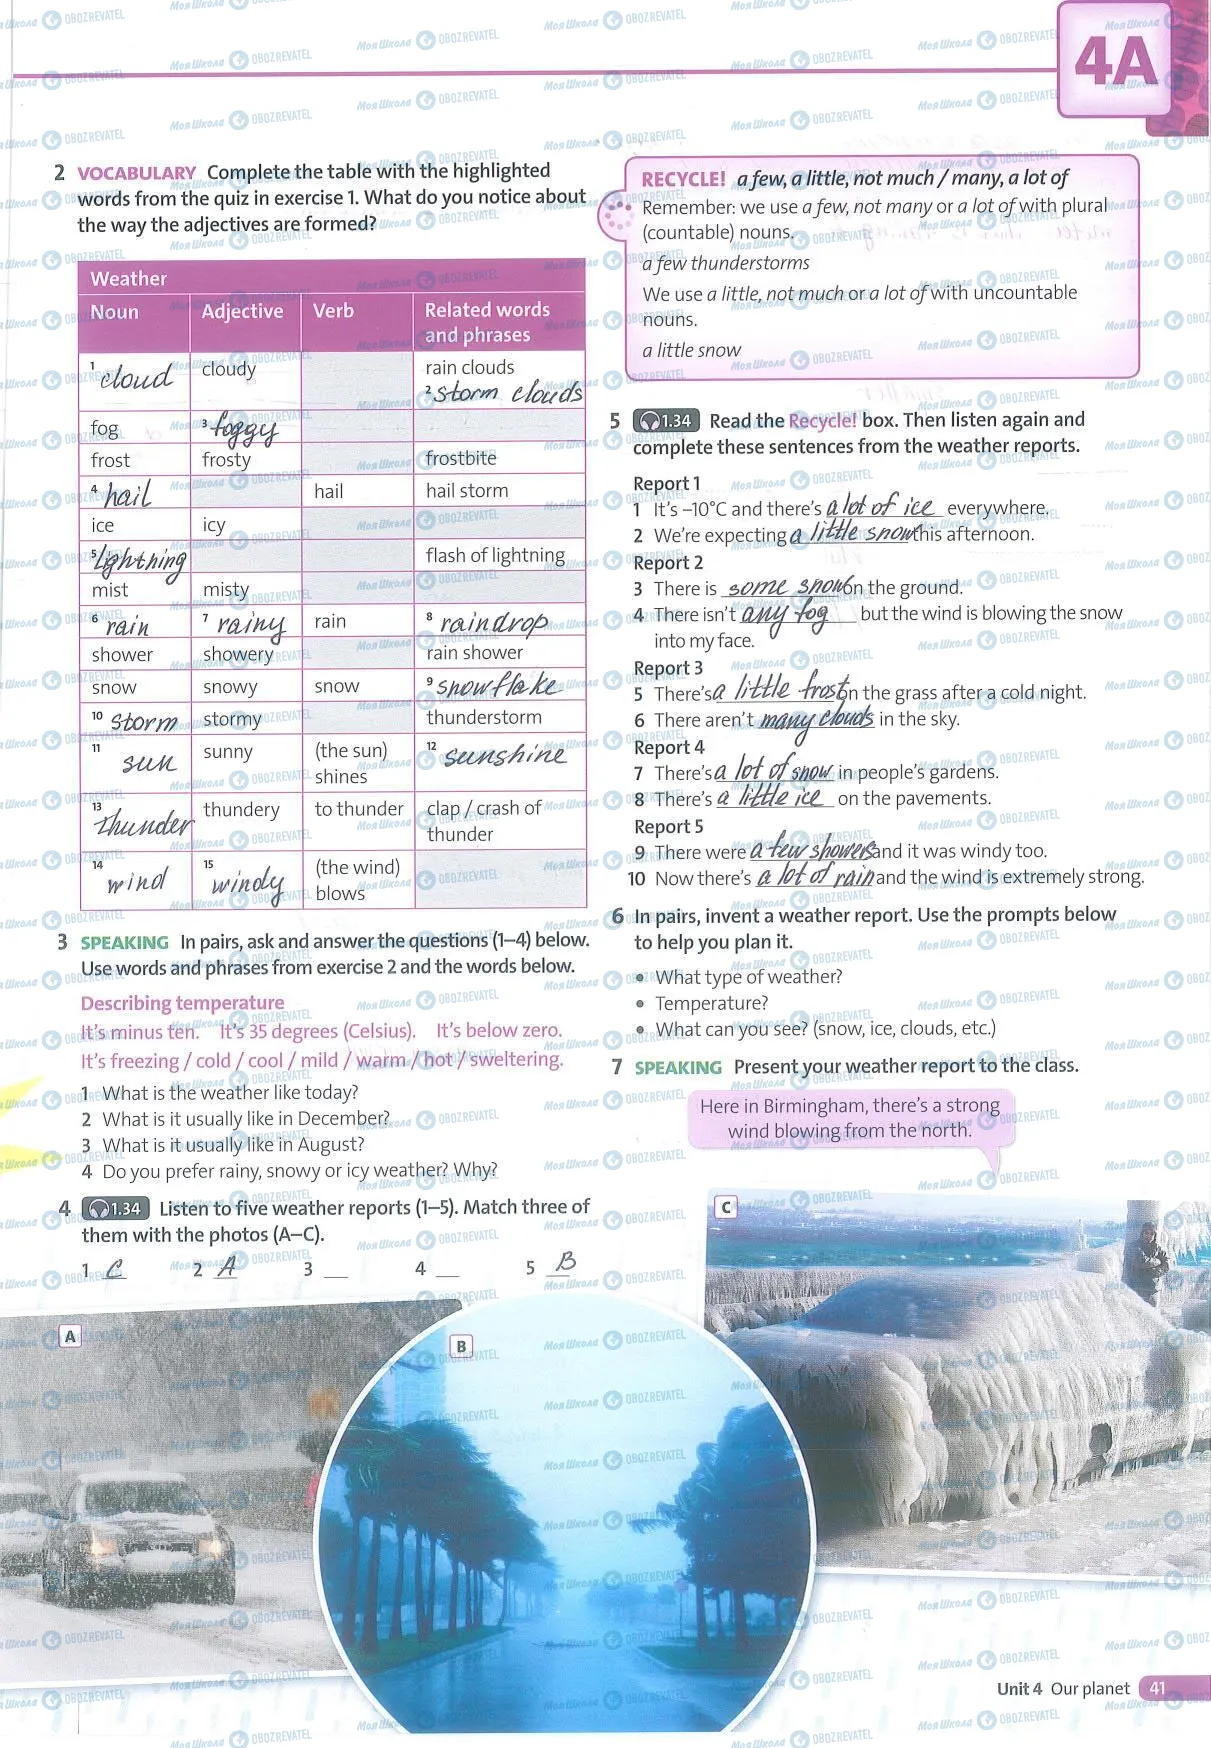 4A
2 VOCABULARY Complete the table with the highlighted
words from the quiz in exercise 1. What do you notice about
the way the adjectives are formed?
Weather
Noun Adjective Verb Related words
and phrases
1 cloud cloudy rain clouds
2 storm clouds
fog 3 foggy
frost frosty frostbite
4 hail hail hail storm
ice icy
5 lightning flash of lightning
mist misty
6 rain 7 rainy rain 8 raindrop
shower showery rain shower
snow snowy snow 9 snowflake
10 storm stormy thunderstorm
11 sun sunny (the sun) 12 sunshine
shines
13 thunder thundery to thunder clap / crash of
thunder
14 wind 15 windy (the wind)
blows
3 SPEAKING In pairs, ask and answer the questions (1–4) below.
Use words and phrases from exercise 2 and the words below.
Describing temperature
It's minus ten. It's 35 degrees (Celsius). It's below zero.
It's freezing / cold / cool / mild / warm / hot / sweltering.
1 What is the weather like today?
2 What is it usually like in December?
3 What is it usually like in August?
4 Do you prefer rainy, snowy or icy weather? Why?
4 1.34 Listen to five weather reports (1–5). Match three of
them with the photos (A–C).
1 C 2 A 3 __ 4 __ 5 B
A
B
RECYCLE! a few, a little, not much / many, a lot of
Remember: we use a few, not many or a lot of with plural
(countable) nouns.
a few thunderstorms
We use a little, not much or a lot of with uncountable
nouns.
a little snow
5 1.34 Read the Recycle! box. Then listen again and
complete these sentences from the weather reports.
Report 1
1 It's –10°C and there's a lot of ice everywhere.
2 We're expecting a little snow this afternoon.
Report 2
3 There is some snow on the ground.
4 There isn't any fog but the wind is blowing the snow
into my face.
Report 3
5 There's a little frost on the grass after a cold night.
6 There aren't many clouds in the sky.
Report 4
7 There's a lot of snow in people's gardens.
8 There's a little ice on the pavements.
Report 5
9 There were a few showers and it was windy too.
10 Now there's a lot of rain and the wind is extremely strong.
6 In pairs, invent a weather report. Use the prompts below
to help you plan it.
• What type of weather?
• Temperature?
• What can you see? (snow, ice, clouds, etc.)
7 SPEAKING Present your weather report to the class.
Here in Birmingham, there's a strong
wind blowing from the north.
C
Unit 4 Our planet 41
МояШкола OBOZREVATEL